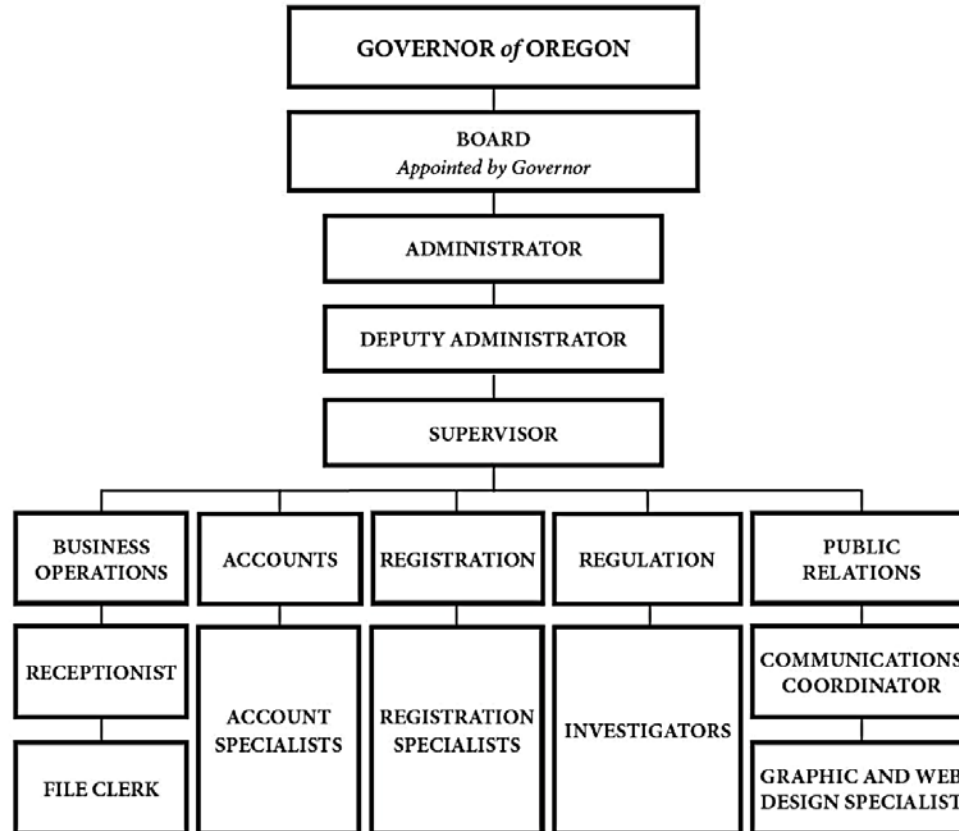 GOVERNOR of OREGON
BOARD
Appointed by Governor
ADMINISTRATOR
DEPUTY ADMINISTRATOR
SUPERVISOR
BUSINESS
OPERATIONS
ACCOUNTS
REGISTRATION
REGULATION
PUBLIC
RELATIONS
RECEPTIONIST
FILE CLERK
ACCOUNT
SPECIALISTS
REGISTRATION
SPECIALISTS
INVESTIGATORS
COMMUNICATIONS
COORDINATOR
GRAPHIC AND WEB
DESIGN SPECIALIST